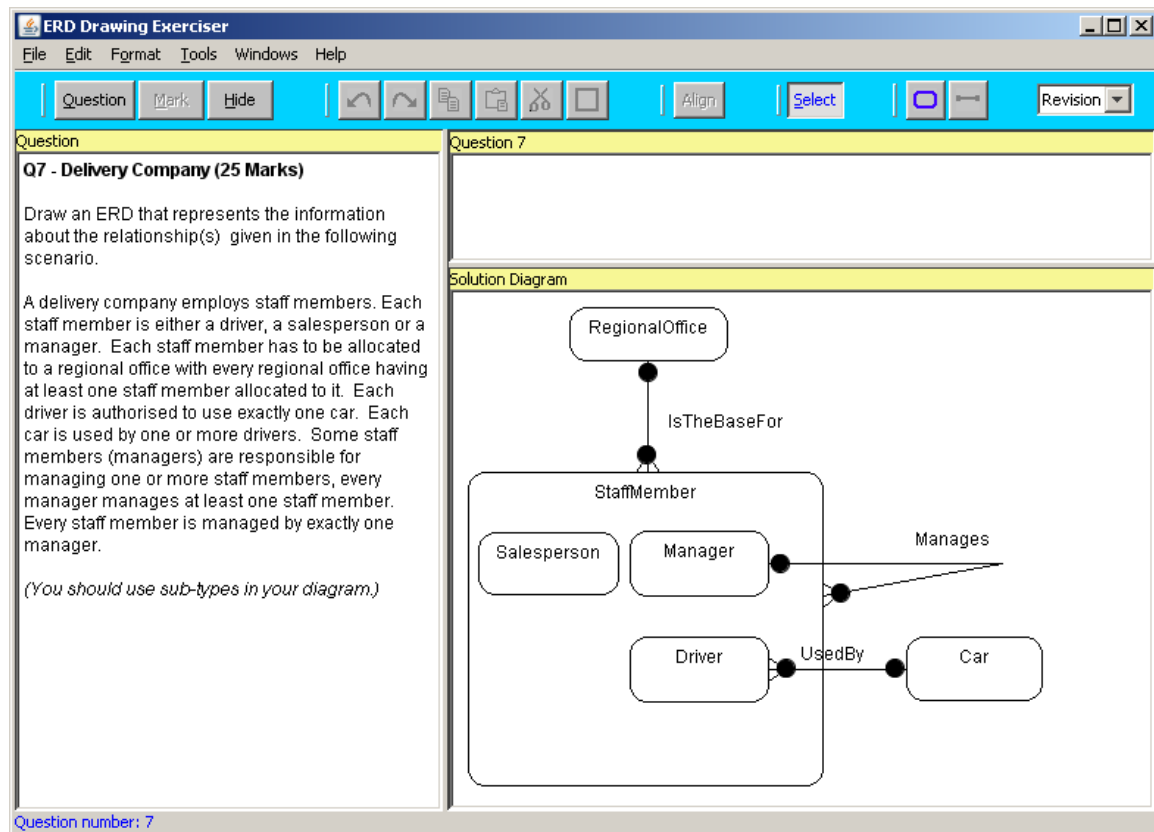 ERD Drawing Exerciser
File Edit Format Tools Windows Help
Question Mark Hide Align Select Revision
Question
Q7 - Delivery Company (25 Marks)
Draw an ERD that represents the information
about the relationship(s) given in the following
scenario.
A delivery company employs staff members. Each
staff member is either a driver, a salesperson or a
manager. Each staff member has to be allocated
to a regional office with every regional office having
at least one staff member allocated to it. Each
driver is authorised to use exactly one car. Each
car is used by one or more drivers. Some staff
members (managers) are responsible for
managing one or more staff members, every
manager manages at least one staff member.
Every staff member is managed by exactly one
manager.
(You should use sub-types in your diagram.)
Question 7
Solution Diagram
RegionalOffice
IsTheBaseFor
StaffMember
Salesperson
Manager
Manages
Driver
UsedBy
Car
Question number: 7